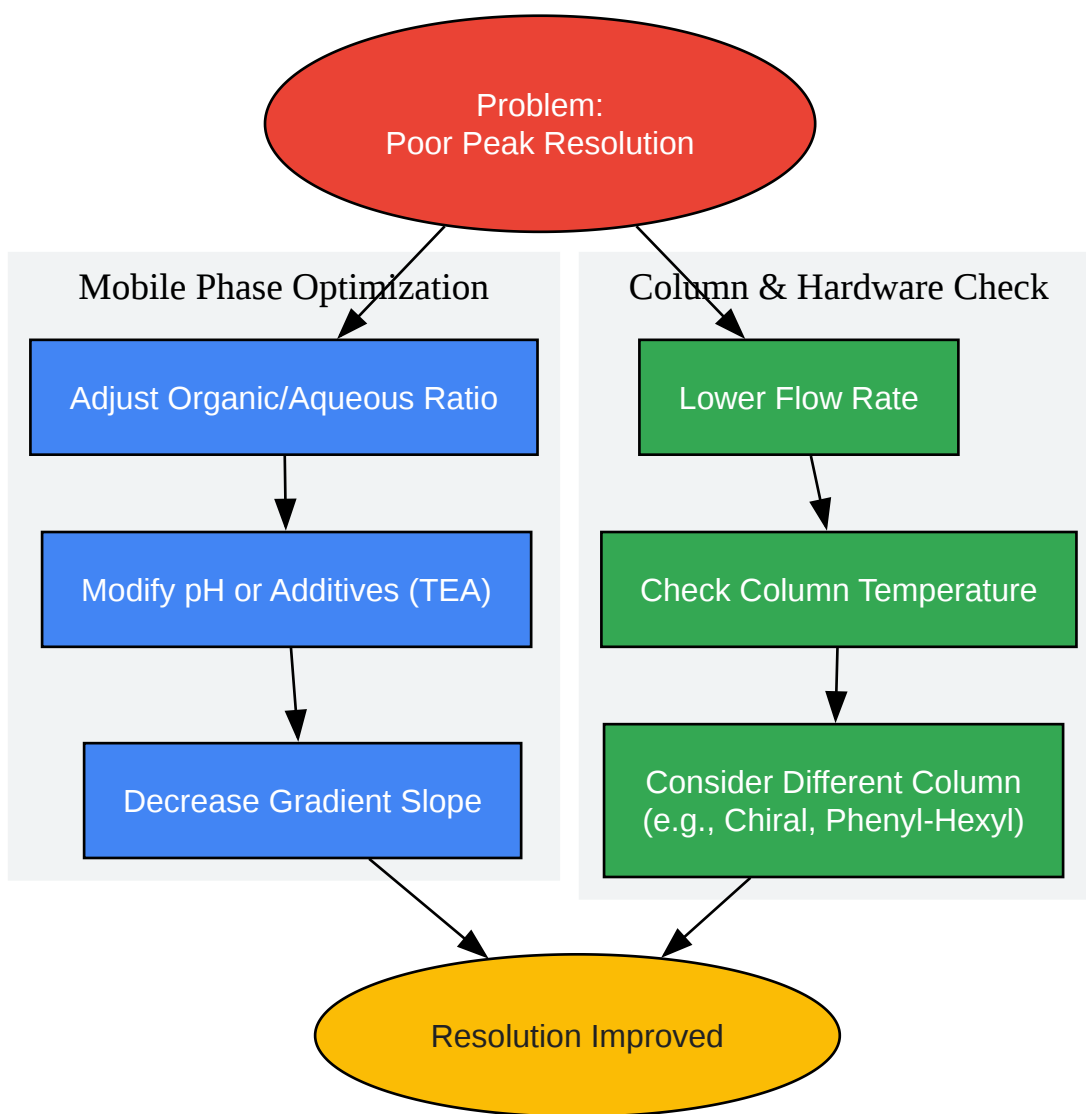 Problem:
Poor Peak Resolution
Mobile Phase Optimization
Adjust Organic/Aqueous Ratio
Modify pH or Additives (TEA)
Decrease Gradient Slope
Column & Hardware Check
Lower Flow Rate
Check Column Temperature
Consider Different Column
(e.g., Chiral, Phenyl-Hexyl)
Resolution Improved